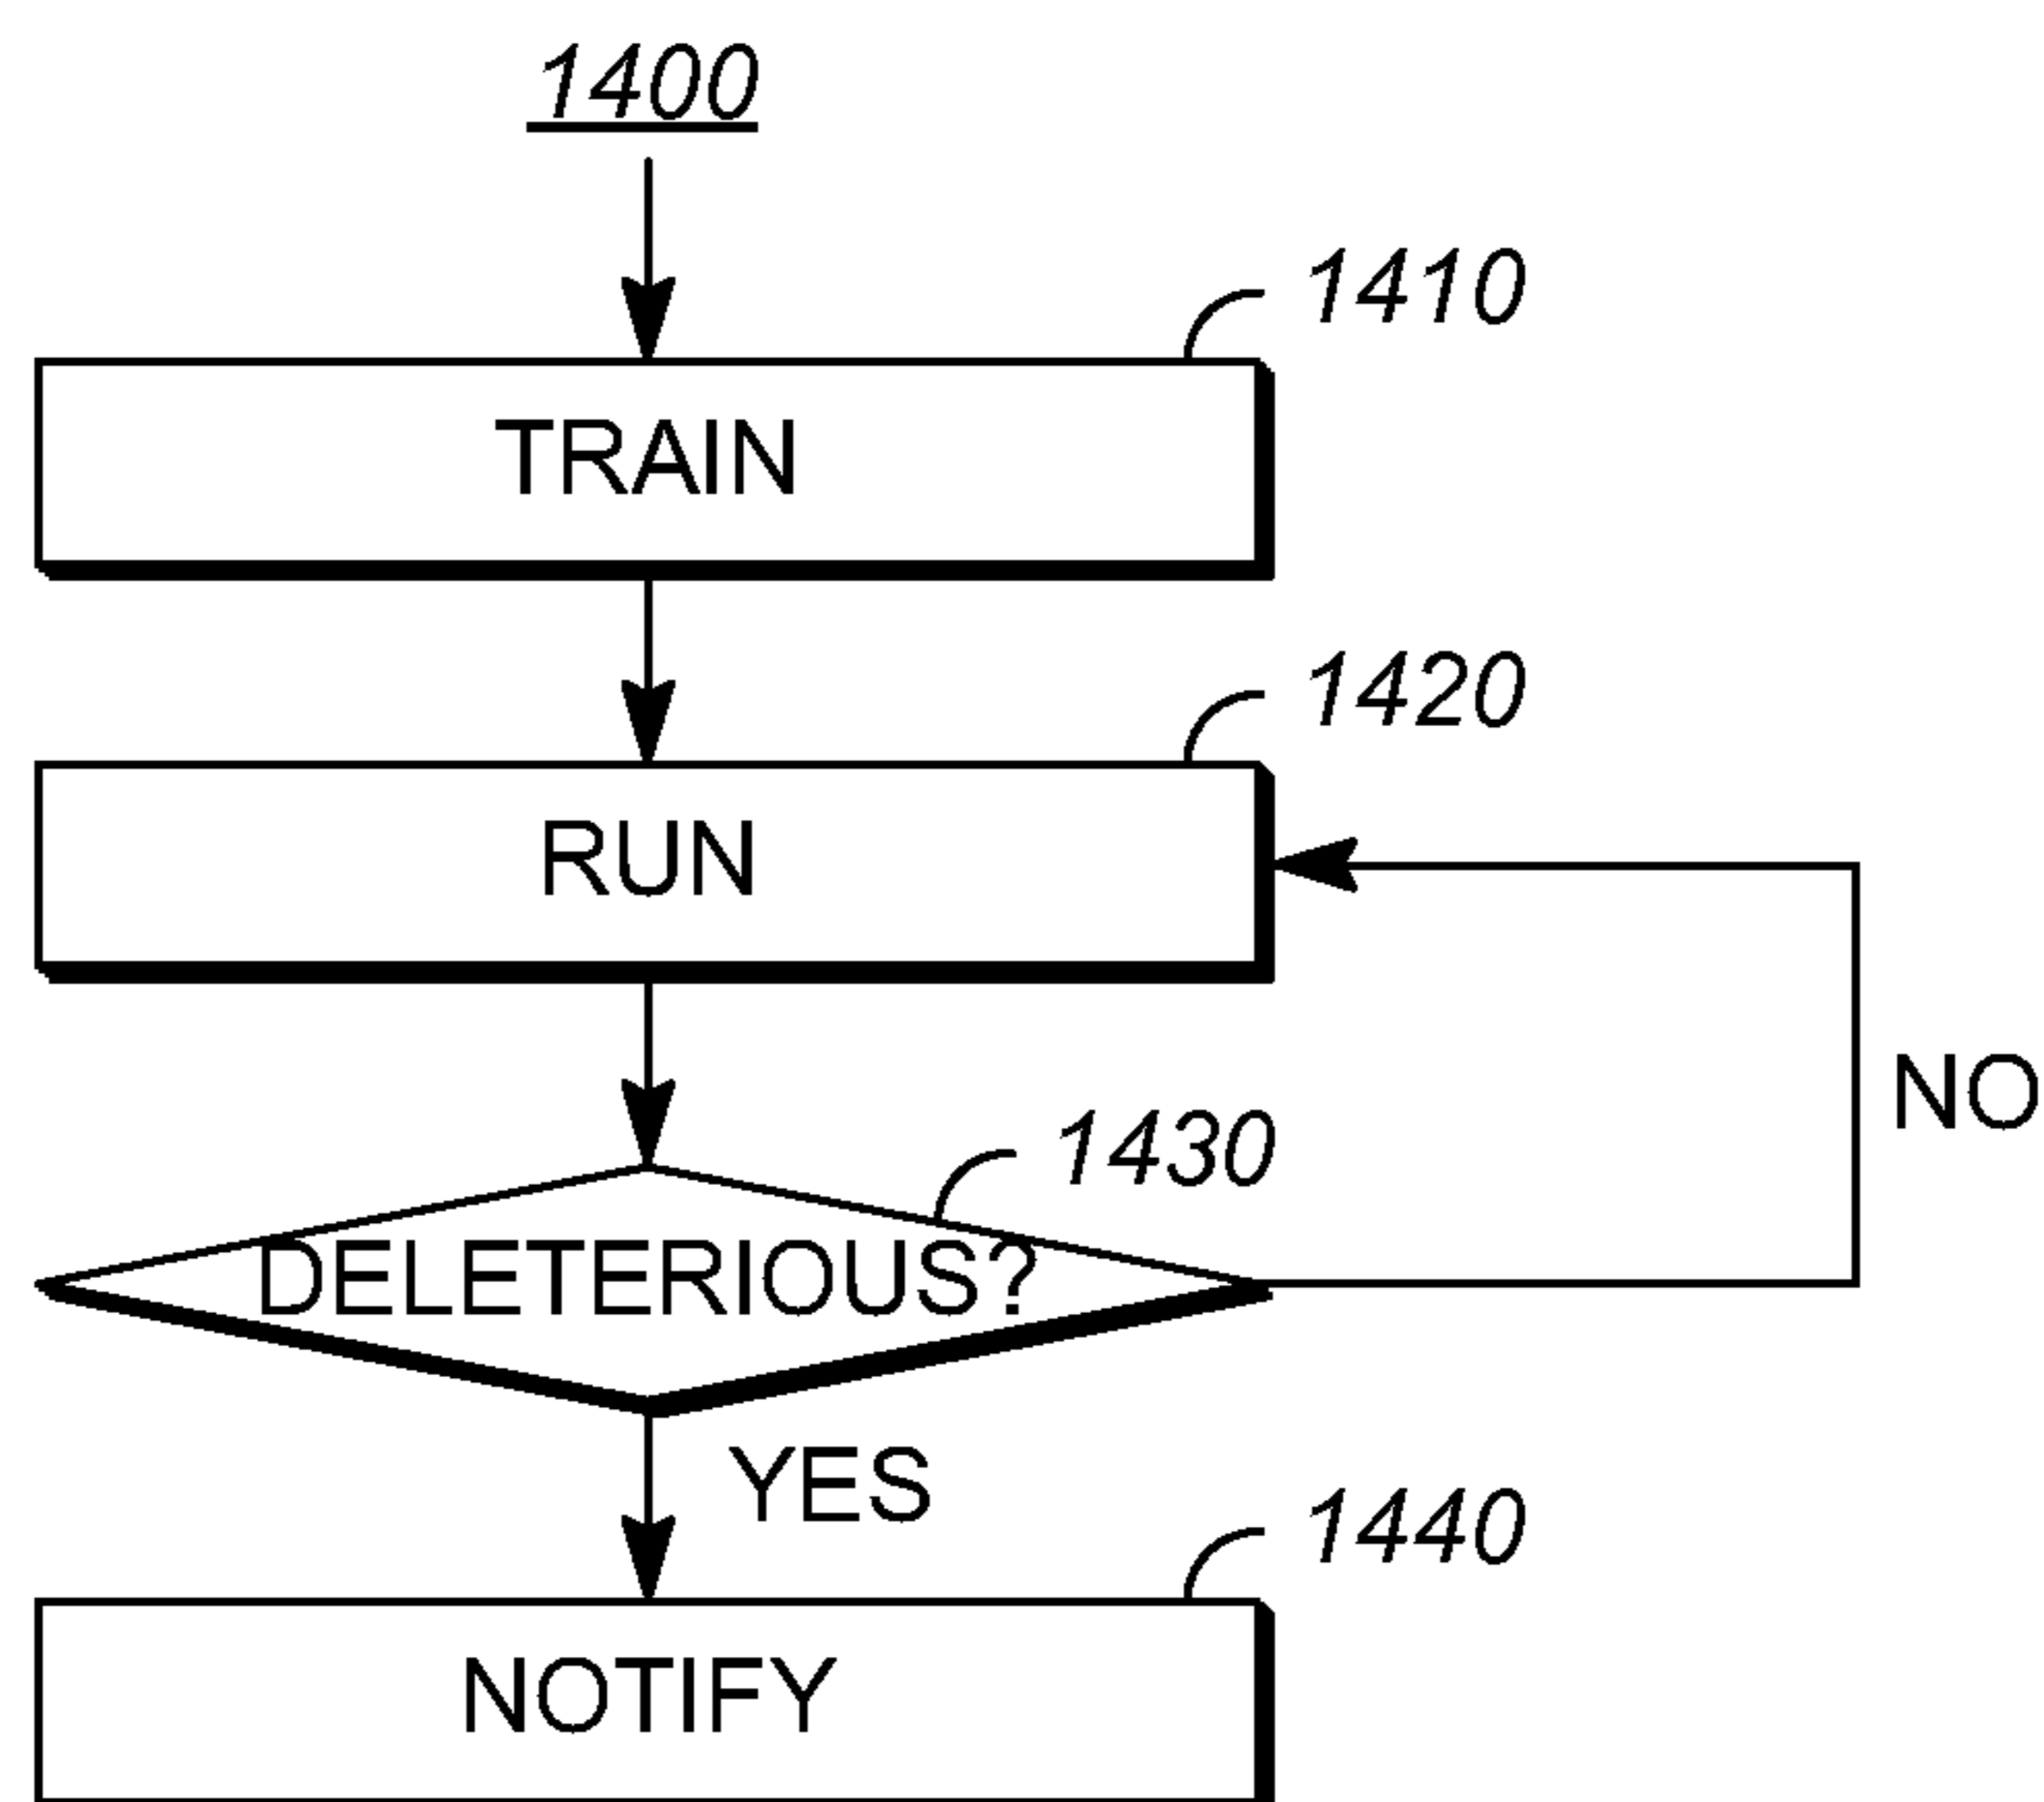 1400
1410
TRAIN
1420
RUN
NO
1430
DELETERIOUS?
YES
1440
NOTIFY